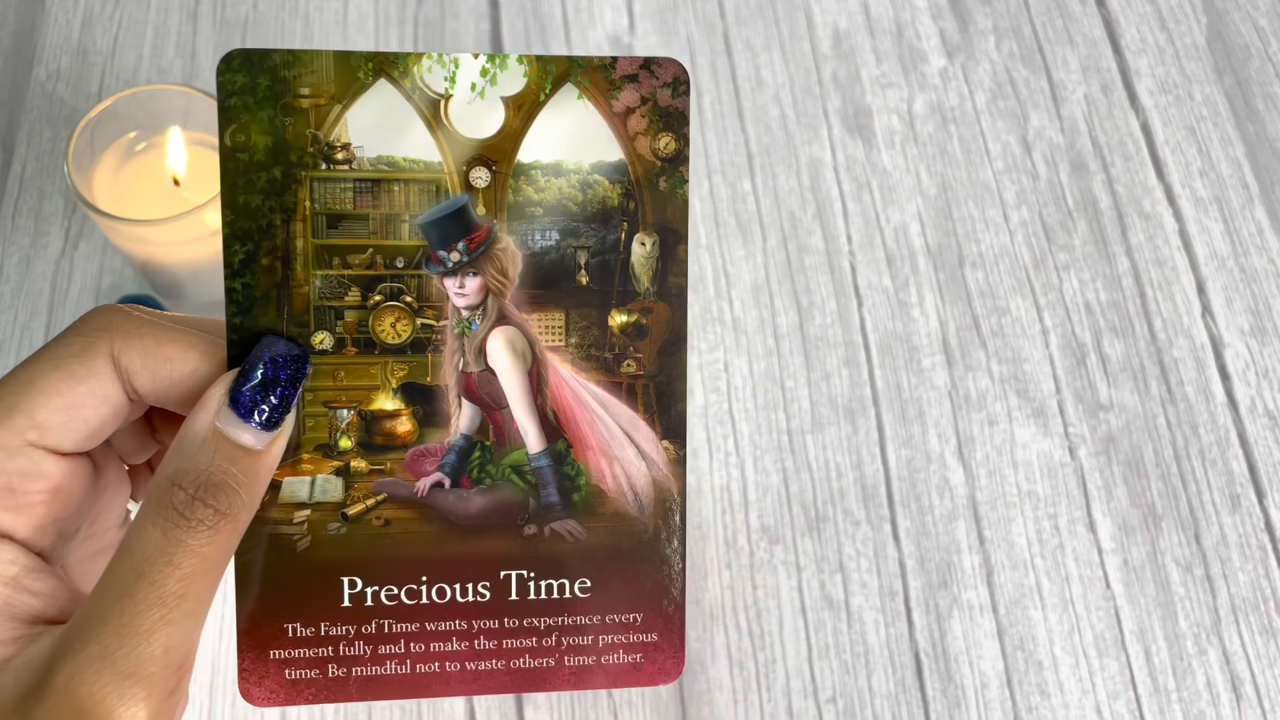 Precious Time
The Fairy of Time wants you to experience every
moment fully and to make the most of your precious
time. Be mindful not to waste others' time either.